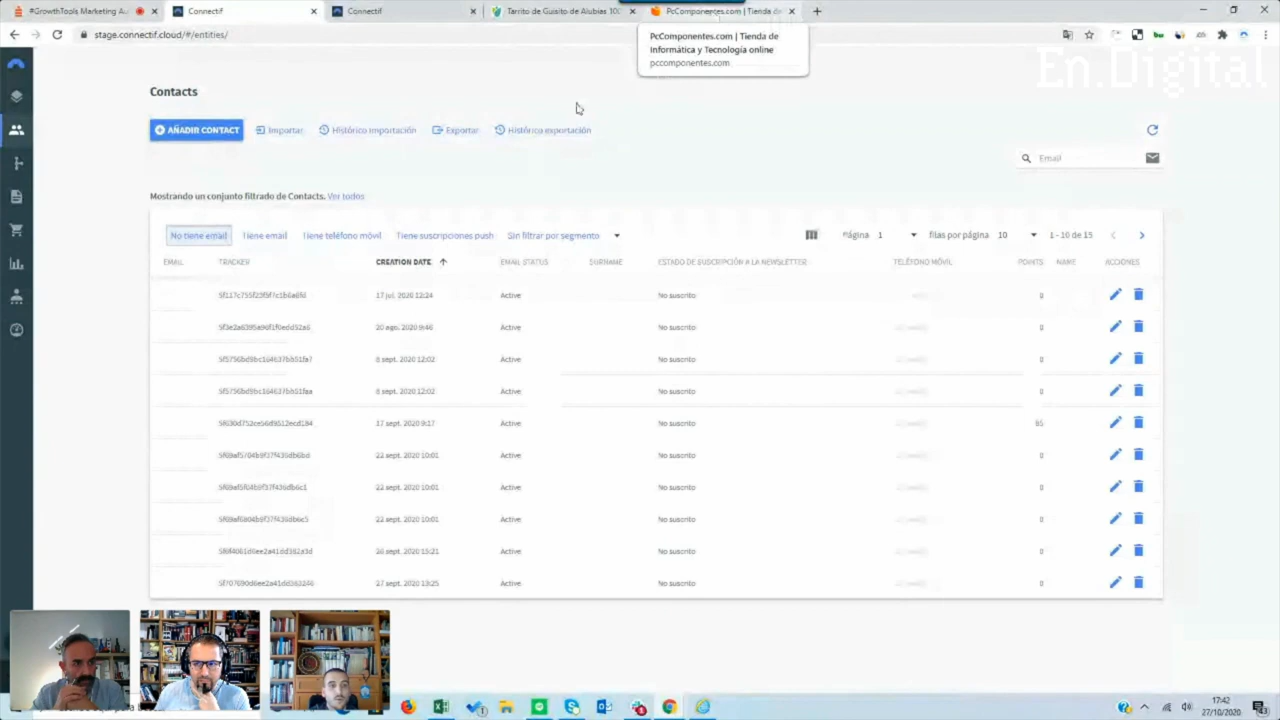 #GrowthTools Marketing Au
Connectif
Connectif
Tarrito de Guisito de Alubias 100
PcComponentes.com | Tienda de
stage.connectif.cloud/#/entities/
PcComponentes.com | Tienda de
Informática y Tecnología online
pccomponentes.com
En.Digital
Contacts
AÑADIR CONTACT
Importar
Histórico importación
Exportar
Histórico exportación
Email
Mostrando un conjunto filtrado de Contacts. Ver todos
No tiene email
Tiene email
Tiene teléfono móvil
Tiene suscripciones push
Sin filtrar por segmento
Página 1
filas por página 10
1 - 10 de 15
EMAIL TRACKER CREATION DATE EMAIL STATUS SURNAME ESTADO DE SUSCRIPCIÓN A LA NEWSLETTER TELÉFONO MÓVIL POINTS NAME ACCIONES
17 jul. 2020 12:24 Active No suscrito 0
20 ago. 2020 9:46 Active No suscrito 0
8 sept. 2020 12:02 Active No suscrito 0
8 sept. 2020 12:02 Active No suscrito 0
17 sept. 2020 9:17 Active No suscrito 85
22 sept. 2020 10:01 Active No suscrito 0
22 sept. 2020 10:01 Active No suscrito 0
22 sept. 2020 10:01 Active No suscrito 0
sept. 2020 15:21 Active No suscrito 0
27 sept. 2020 13:25 Active No suscrito 0
17:42
27/10/2020